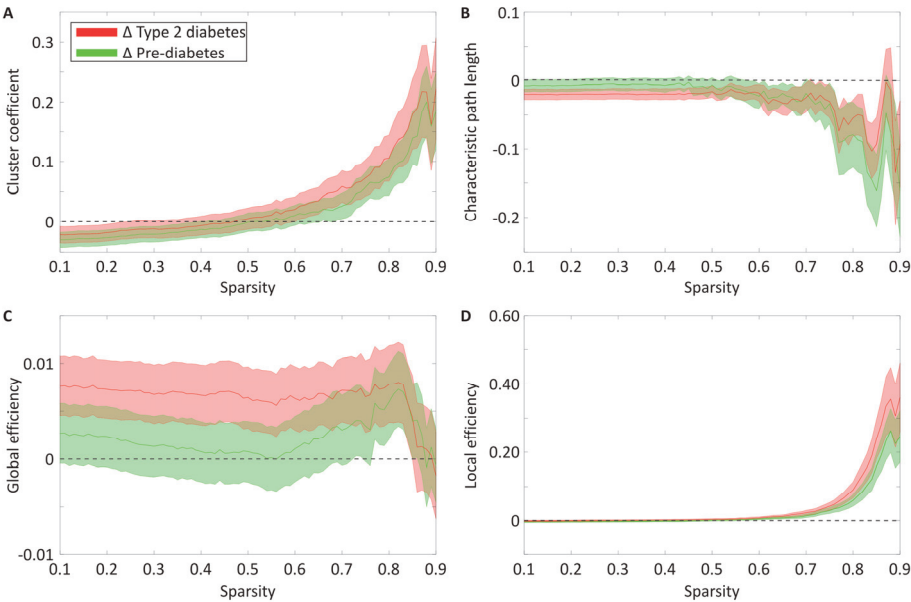 A
Δ Type 2 diabetes
Δ Pre-diabetes
Cluster coefficient
0.3
0.2
0.1
0
0.1 0.2 0.3 0.4 0.5 0.6 0.7 0.8 0.9
Sparsity
B
Characteristic path length
0.1
0
-0.1
-0.2
0.1 0.2 0.3 0.4 0.5 0.6 0.7 0.8 0.9
Sparsity
C
Global efficiency
0.01
0
-0.01
0.1 0.2 0.3 0.4 0.5 0.6 0.7 0.8 0.9
Sparsity
D
Local efficiency
0.60
0.40
0.20
0
0.1 0.2 0.3 0.4 0.5 0.6 0.7 0.8 0.9
Sparsity